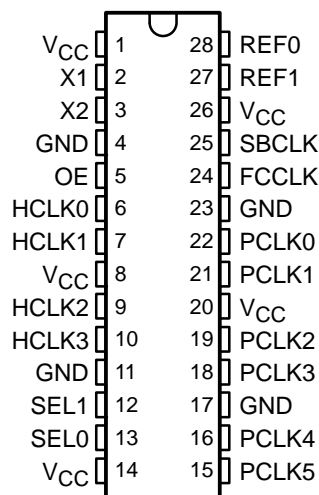 VCC 1 28 REF0
X1 2 27 REF1
X2 3 26 VCC
GND 4 25 SBCLK
OE 5 24 FCCLK
HCLK0 6 23 GND
HCLK1 7 22 PCLK0
VCC 8 21 PCLK1
HCLK2 9 20 VCC
HCLK3 10 19 PCLK2
GND 11 18 PCLK3
SEL1 12 17 GND
SEL0 13 16 PCLK4
VCC 14 15 PCLK5